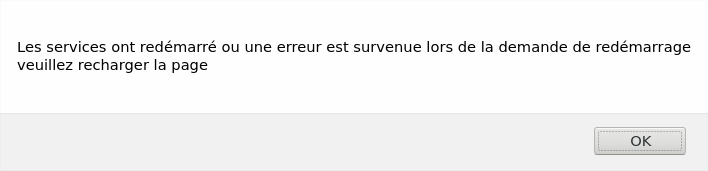 Les services ont redémarré ou une erreur est survenue lors de la demande de redémarrage
veuillez recharger la page
OK